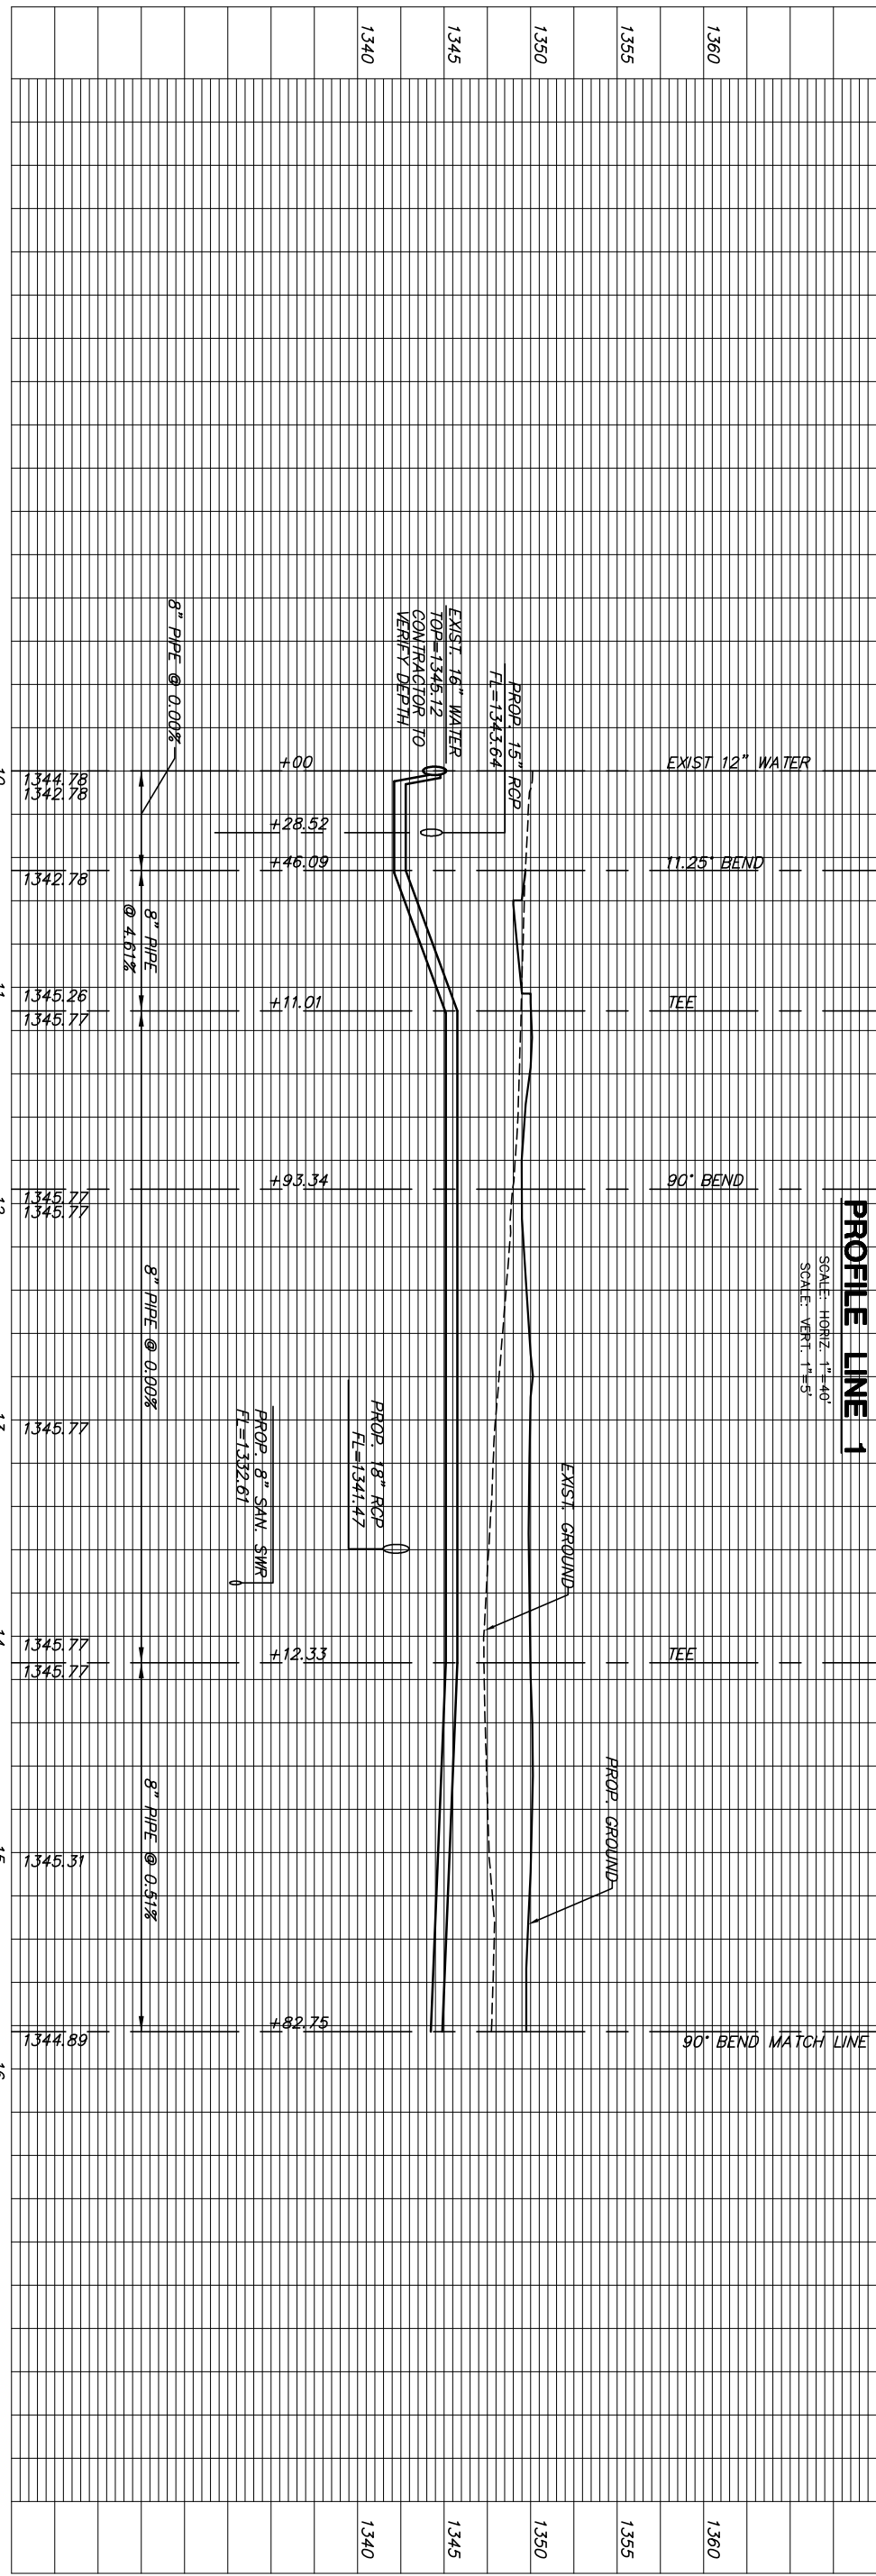 PROFILE LINE 1
SCALE: HORIZ. 1"=40'
SCALE: VERT. 1"=5'
1360
1355
1350
1345
1340
1360
1355
1350
1345
1340
EXIST 12" WATER
11.25° BEND
TEE
90° BEND
TEE
90° BEND MATCH LINE
PROP. 15" RCP
FL=1343.64
EXIST. 16" WATER
TOP=1345.12
CONTRACTOR TO
VERIFY DEPTH
EXIST. GROUND
PROP. GROUND
PROP. 18" RCP
FL=1341.47
PROP. 8" SAN. SWR
FL=1332.61
+00
+28.52
+46.09
+11.01
+93.34
+12.33
+82.75
8" PIPE @ 0.00%
8" PIPE
@ 4.61%
8" PIPE @ 0.00%
8" PIPE @ 0.51%
1344.78
1342.78
1342.78
1345.26
1345.77
1345.77
1345.77
1345.77
1345.77
1345.77
1345.31
1344.89